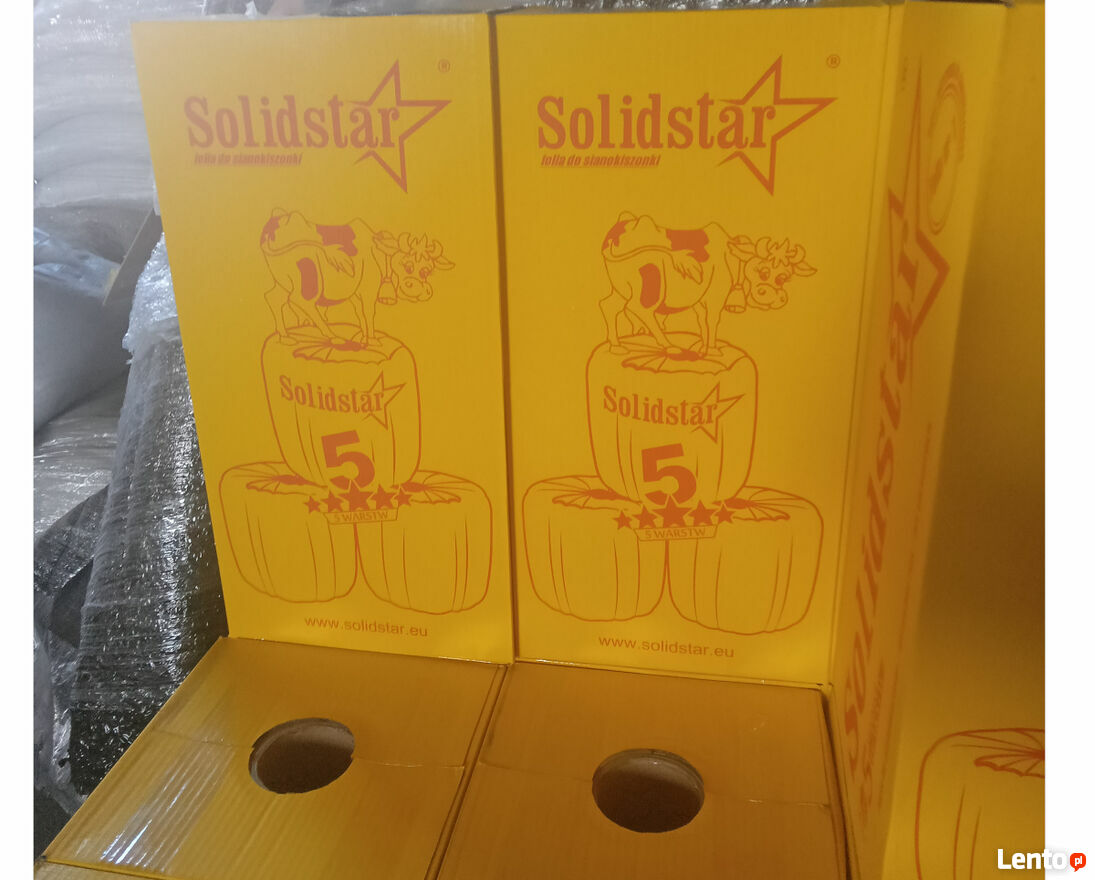 Solidstar ®
folia do sianokiszonki
Solidstar
5
5 WARSTW
www.solidstar.eu
Solidstar ®
folia do sianokiszonki
Solidstar
5
5 WARSTW
www.solidstar.eu
Solidstar
Lento.pl